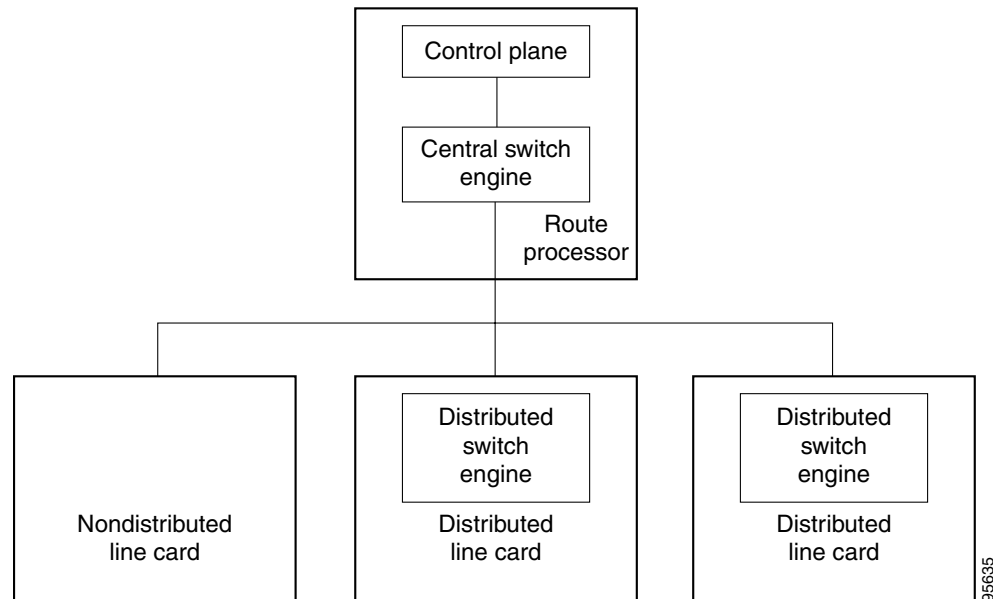 Control plane
Central switch
engine
Route
processor
Distributed
switch
engine
Distributed
switch
engine
Nondistributed
line card
Distributed
line card
Distributed
line card
95635